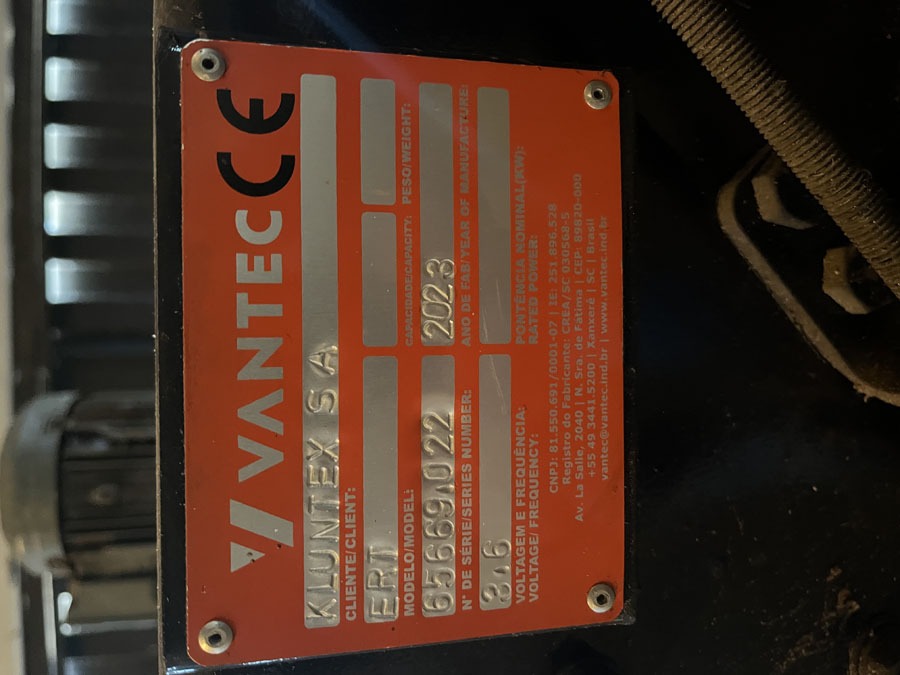 VANTEC CE
KLUNTEX S A
CLIENTE/CLIENT:
ERT
MODELO/MODEL: CAPACIDADE/CAPACITY: PESO/WEIGHT:
65669.022 2023
N° DE SÉRIE/SERIES NUMBER: ANO DE FAB/YEAR OF MANUFACTURE:
3.6
VOLTAGEM E FREQUÊNCIA: PONTÊNCIA NOMINAL(KW):
VOLTAGE/ FREQUENCY: RATED POWER:
CNPJ: 81.550.691/0001-07 | IE: 251.896.528
Registro do Fabricante: CREA/SC 030568-5
Av. La Salle, 2040 | N. Sra. de Fatima | CEP: 89820-000
+55 49 3441.5200 | Xanxerê | SC | Brasil
vantec@vantec.ind.br | www.vantec.ind.br